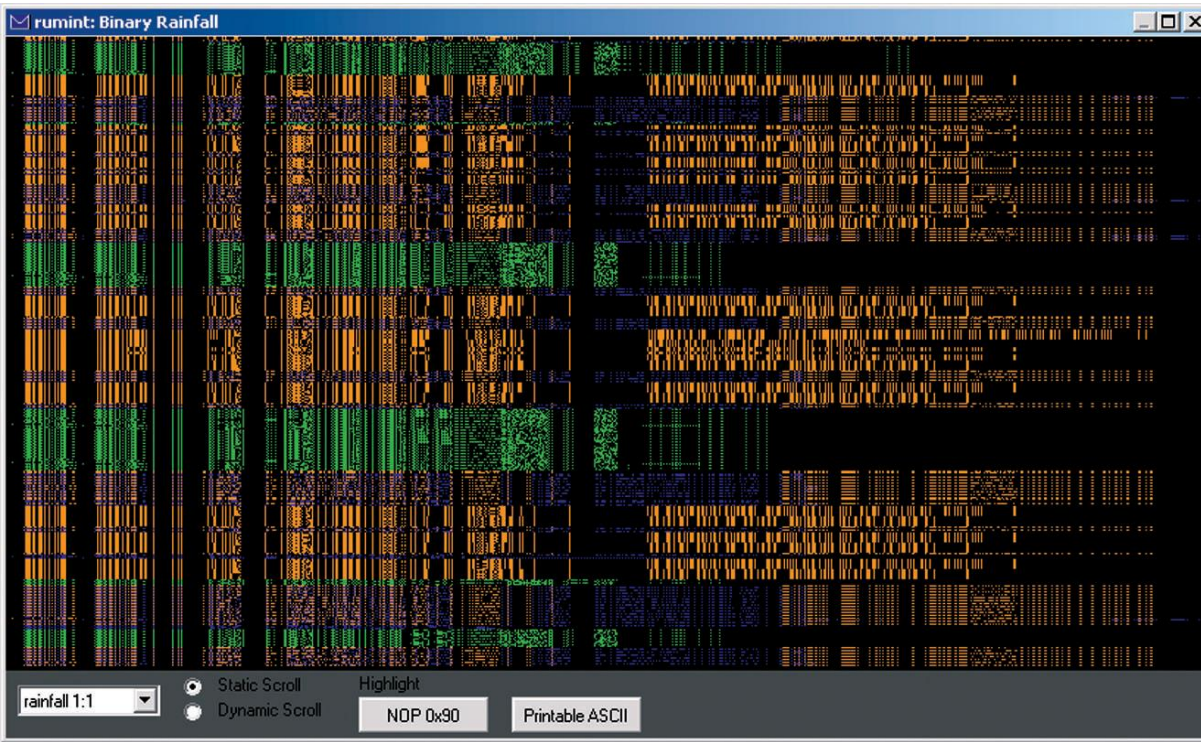 rumint: Binary Rainfall
rainfall 1:1
Static Scroll
Dynamic Scroll
Highlight
NOP 0x90
Printable ASCII